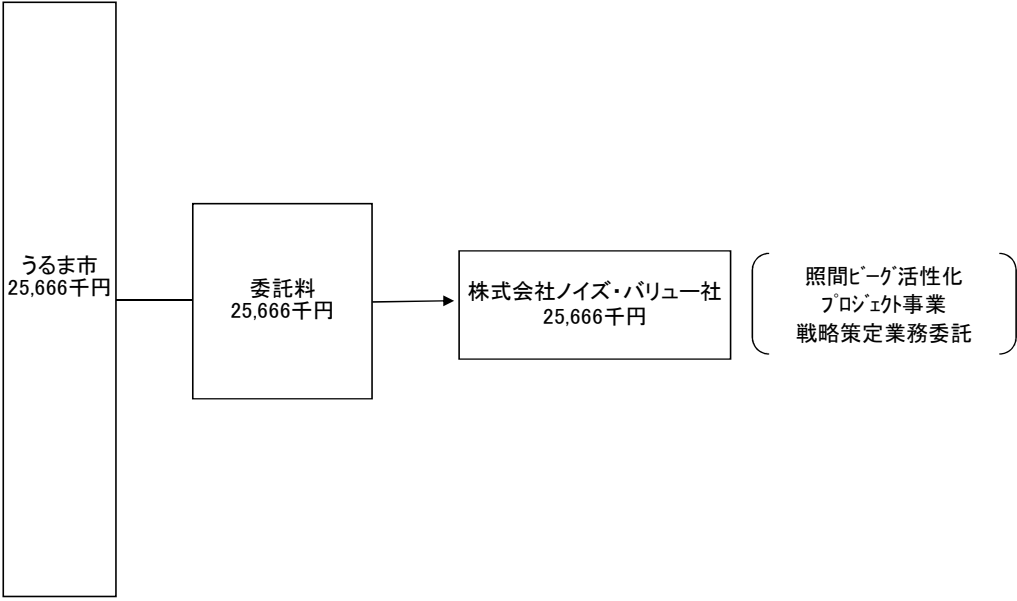 うるま市
25,666千円
委託料
25,666千円
株式会社ノイズ・バリュー社
25,666千円
照間ﾋﾞｰｸﾞ活性化
ﾌﾟﾛｼﾞｪｸﾄ事業
戦略策定業務委託